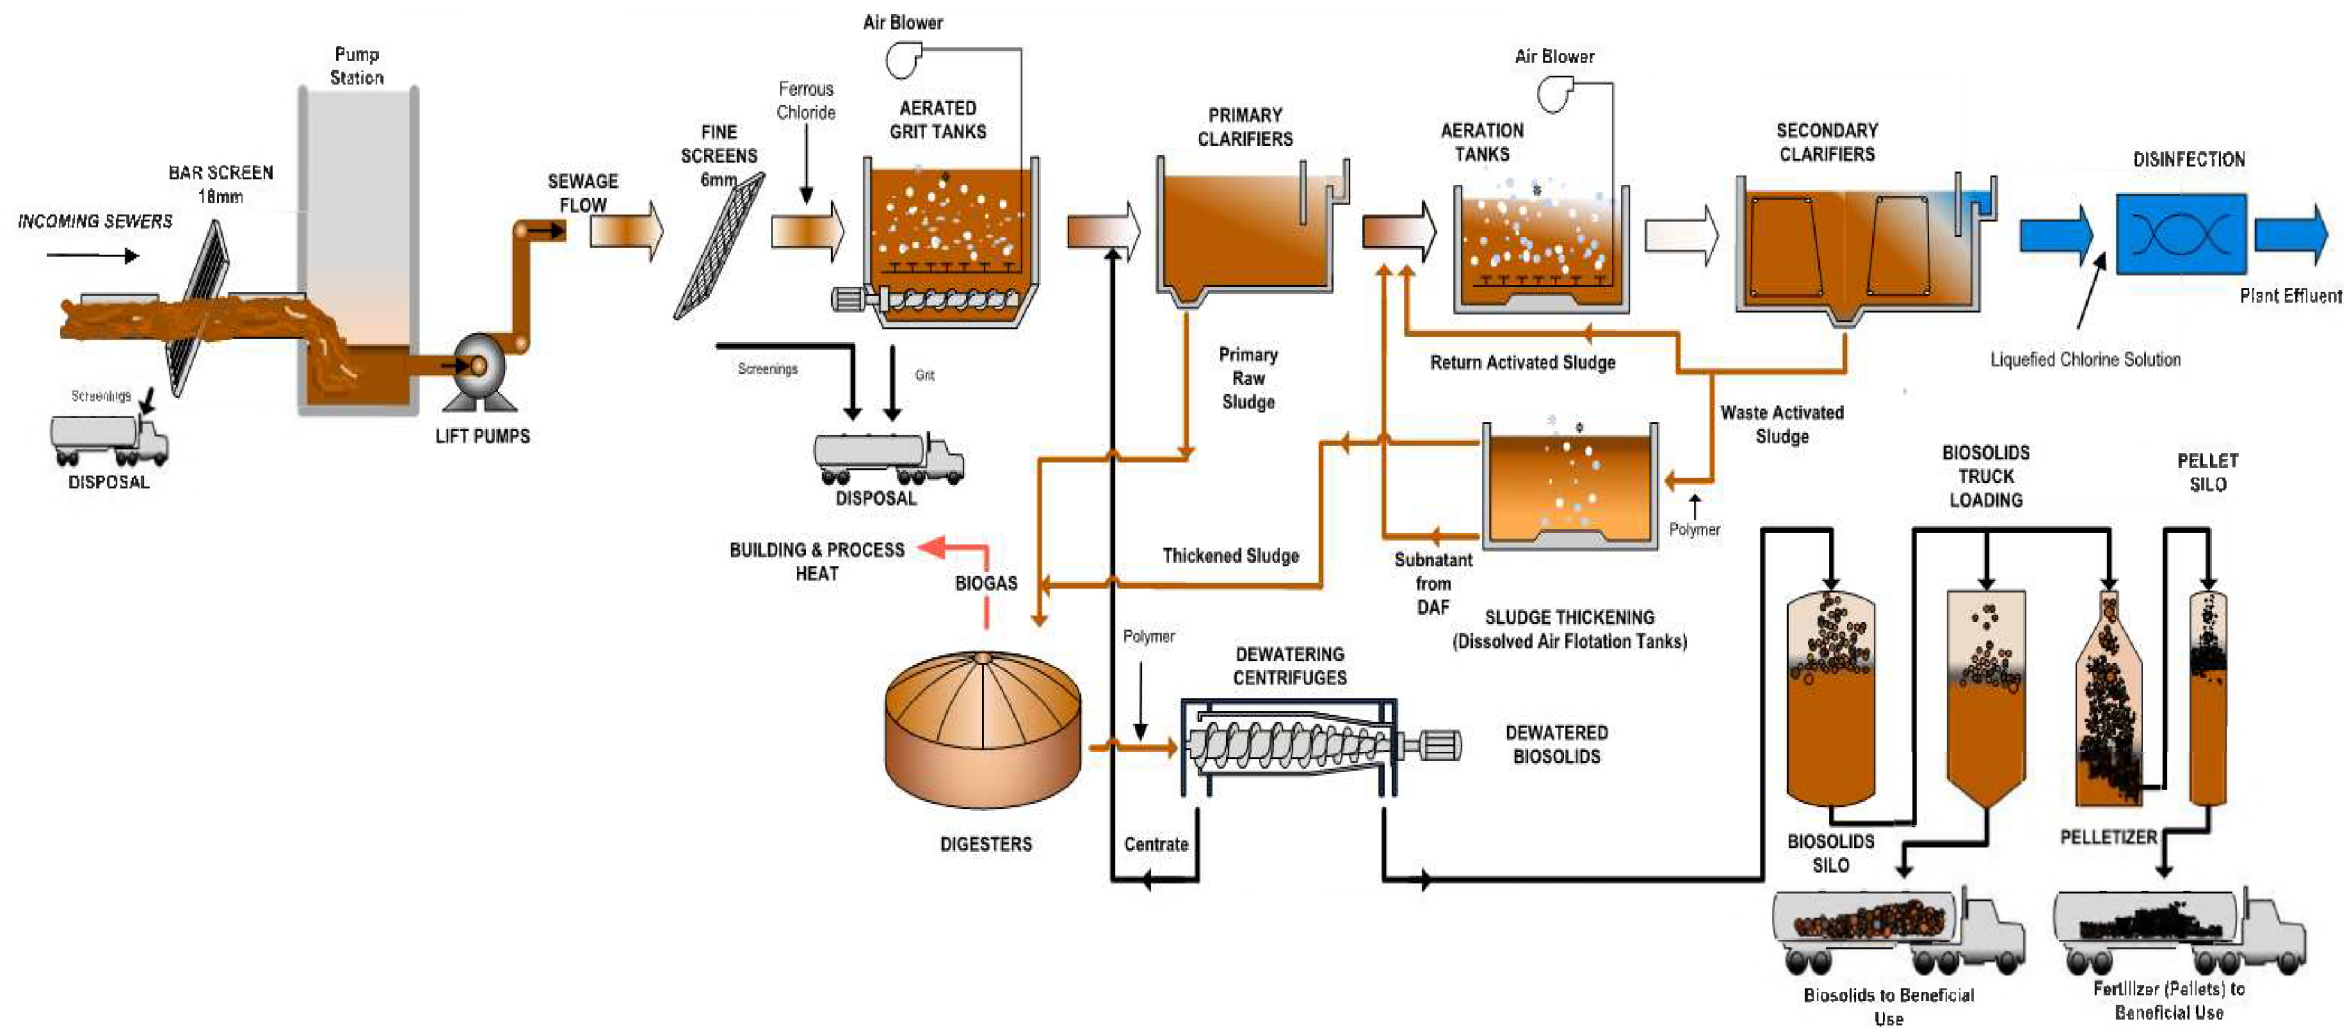 Air Blower
Pump
Station
Air Blower
Ferrous
Chloride
AERATED
GRIT TANKS
PRIMARY
CLARIFIERS
FINE
SCREENS
6mm
AERATION
TANKS
SECONDARY
CLARIFIERS
DISINFECTION
BAR SCREEN
18mm
SEWAGE
FLOW
INCOMING SEWERS
Plant Effluent
Liquefied Chlorine Solution
Screenings
Grit
Primary
Raw
Sludge
Return Activated Sludge
Screenings
LIFT PUMPS
DISPOSAL
DISPOSAL
Waste Activated
Sludge
BIOSOLIDS
TRUCK
LOADING
PELLET
SILO
Polymer
BUILDING & PROCESS
HEAT
BIOGAS
Thickened Sludge
Subnatant
from
DAF
SLUDGE THICKENING
(Dissolved Air Flotation Tanks)
Polymer
DEWATERING
CENTRIFUGES
DEWATERED
BIOSOLIDS
DIGESTERS
Centrate
BIOSOLIDS
SILO
PELLETIZER
Biosolids to Beneficial
Use
Fertilizer (Pellets) to
Beneficial Use